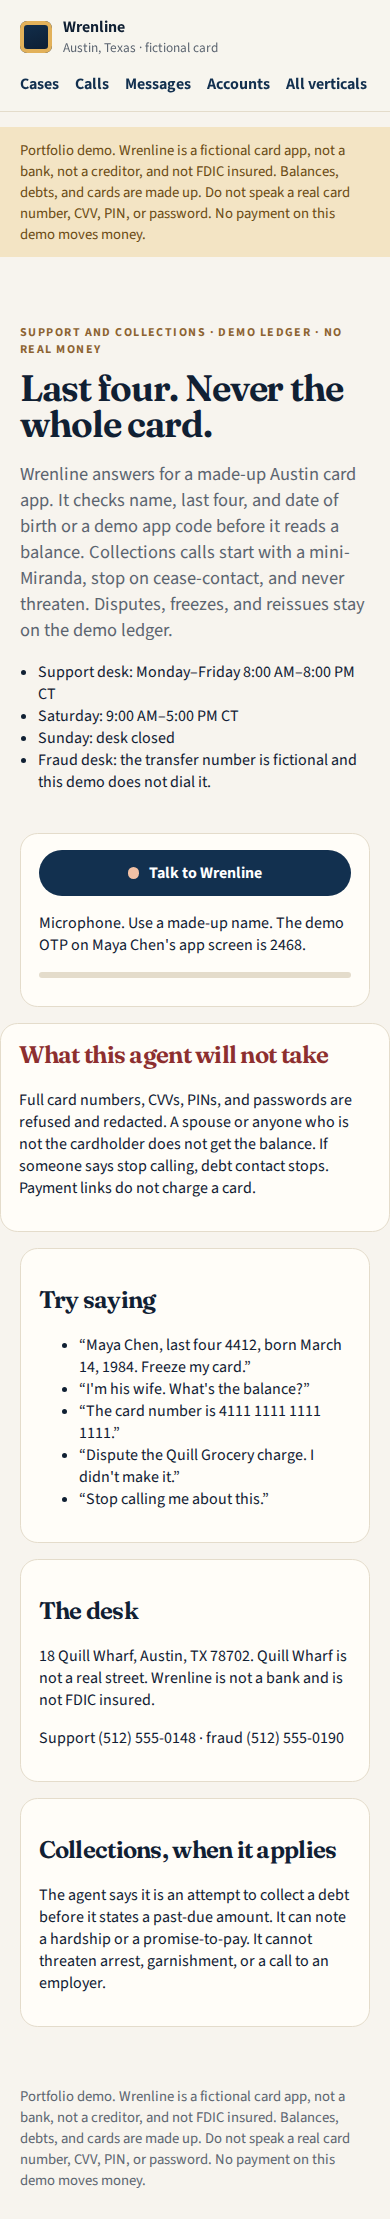 Wrenline
Austin, Texas · fictional card
Cases Calls Messages Accounts All verticals
Portfolio demo. Wrenline is a fictional card app, not a
bank, not a creditor, and not FDIC insured. Balances,
debts, and cards are made up. Do not speak a real card
number, CVV, PIN, or password. No payment on this
demo moves money.
SUPPORT AND COLLECTIONS · DEMO LEDGER · NO
REAL MONEY
Last four. Never the
whole card.
Wrenline answers for a made-up Austin card
app. It checks name, last four, and date of
birth or a demo app code before it reads a
balance. Collections calls start with a mini-
Miranda, stop on cease-contact, and never
threaten. Disputes, freezes, and reissues stay
on the demo ledger.
• Support desk: Monday–Friday 8:00 AM–8:00 PM
CT
• Saturday: 9:00 AM–5:00 PM CT
• Sunday: desk closed
• Fraud desk: the transfer number is fictional and
this demo does not dial it.
Talk to Wrenline
Microphone. Use a made-up name. The demo
OTP on Maya Chen's app screen is 2468.
What this agent will not take
Full card numbers, CVVs, PINs, and passwords are
refused and redacted. A spouse or anyone who is
not the cardholder does not get the balance. If
someone says stop calling, debt contact stops.
Payment links do not charge a card.
Try saying
• “Maya Chen, last four 4412, born March
14, 1984. Freeze my card.”
• “I'm his wife. What's the balance?”
• “The card number is 4111 1111 1111
1111.”
• “Dispute the Quill Grocery charge. I
didn't make it.”
• “Stop calling me about this.”
The desk
18 Quill Wharf, Austin, TX 78702. Quill Wharf is
not a real street. Wrenline is not a bank and is
not FDIC insured.
Support (512) 555-0148 · fraud (512) 555-0190
Collections, when it applies
The agent says it is an attempt to collect a debt
before it states a past-due amount. It can note
a hardship or a promise-to-pay. It cannot
threaten arrest, garnishment, or a call to an
employer.
Portfolio demo. Wrenline is a fictional card app, not a
bank, not a creditor, and not FDIC insured. Balances,
debts, and cards are made up. Do not speak a real card
number, CVV, PIN, or password. No payment on this
demo moves money.